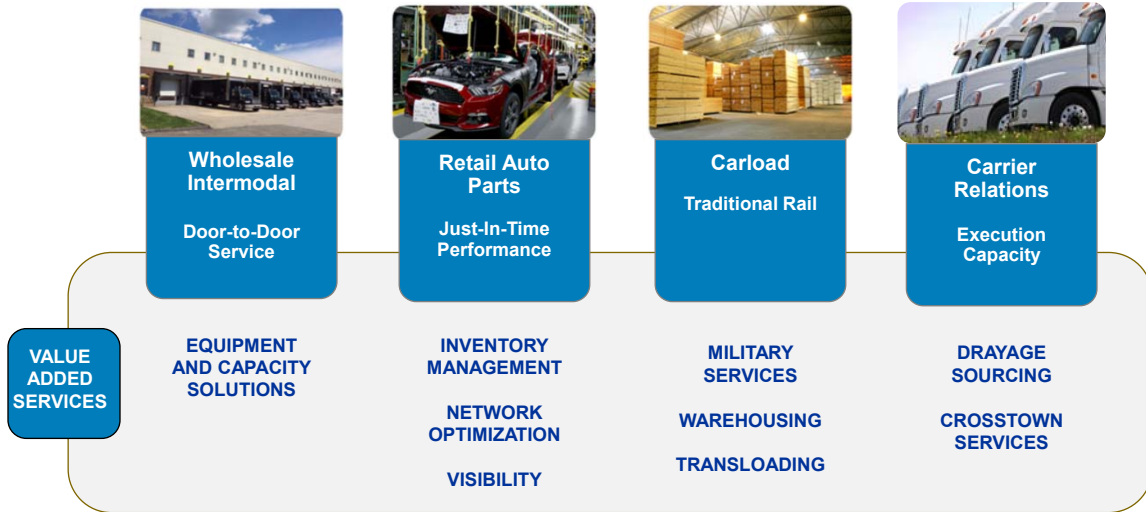 Wholesale
Intermodal
Door-to-Door
Service
Retail Auto
Parts
Just-In-Time
Performance
Carload
Traditional Rail
Carrier
Relations
Execution
Capacity
VALUE
ADDED
SERVICES
EQUIPMENT
AND CAPACITY
SOLUTIONS
INVENTORY
MANAGEMENT
NETWORK
OPTIMIZATION
VISIBILITY
MILITARY
SERVICES
WAREHOUSING
TRANSLOADING
DRAYAGE
SOURCING
CROSSTOWN
SERVICES